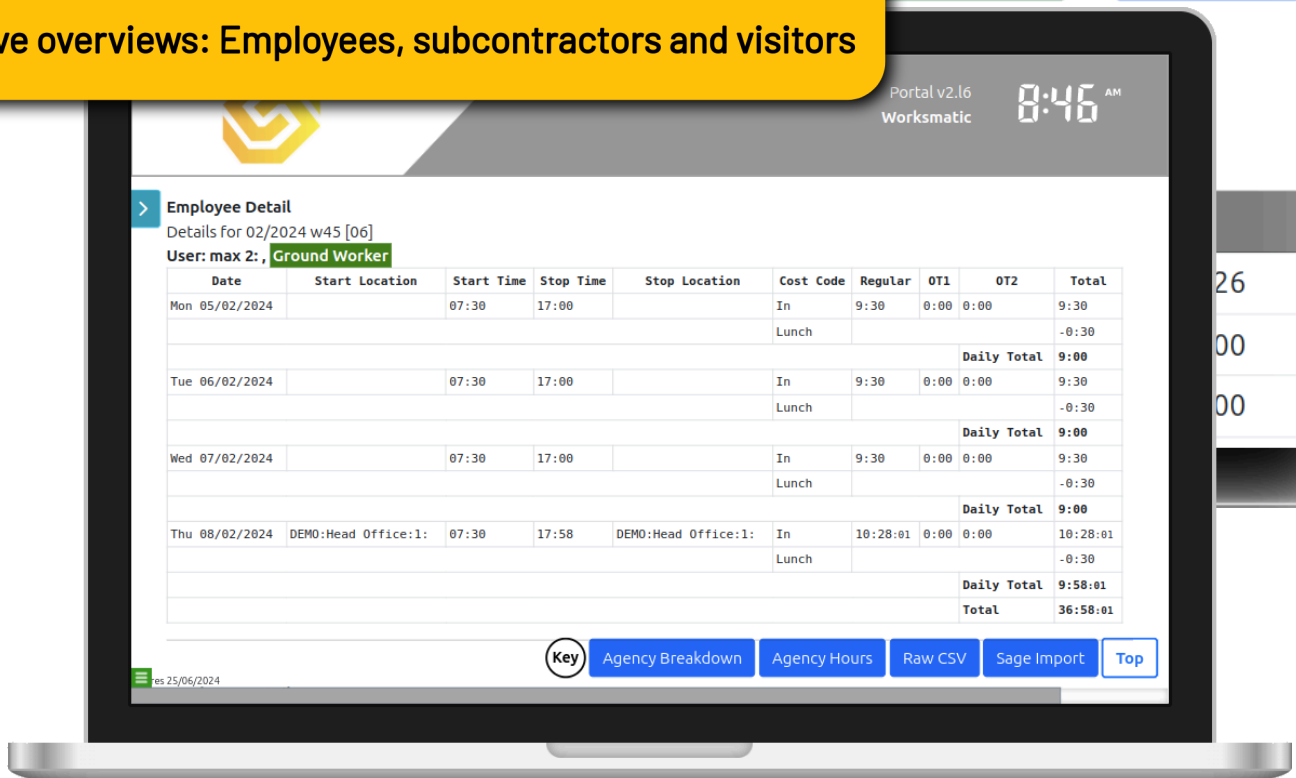 ve overviews: Employees, subcontractors and visitors
Portal v2.l6
Worksmatic
8:46 AM
Employee Detail
Details for 02/2024 w45 [06]
User: max 2: , Ground Worker
Date Start Location Start Time Stop Time Stop Location Cost Code Regular OT1 OT2 Total
Mon 05/02/2024 07:30 17:00 In 9:30 0:00 0:00 9:30
Lunch -0:30
Daily Total 9:00
Tue 06/02/2024 07:30 17:00 In 9:30 0:00 0:00 9:30
Lunch -0:30
Daily Total 9:00
Wed 07/02/2024 07:30 17:00 In 9:30 0:00 0:00 9:30
Lunch -0:30
Daily Total 9:00
Thu 08/02/2024 DEMO:Head Office:1: 07:30 17:58 DEMO:Head Office:1: In 10:28:01 0:00 0:00 10:28:01
Lunch -0:30
Daily Total 9:58:01
Total 36:58:01
Key Agency Breakdown Agency Hours Raw CSV Sage Import Top
res 25/06/2024
26
00
00